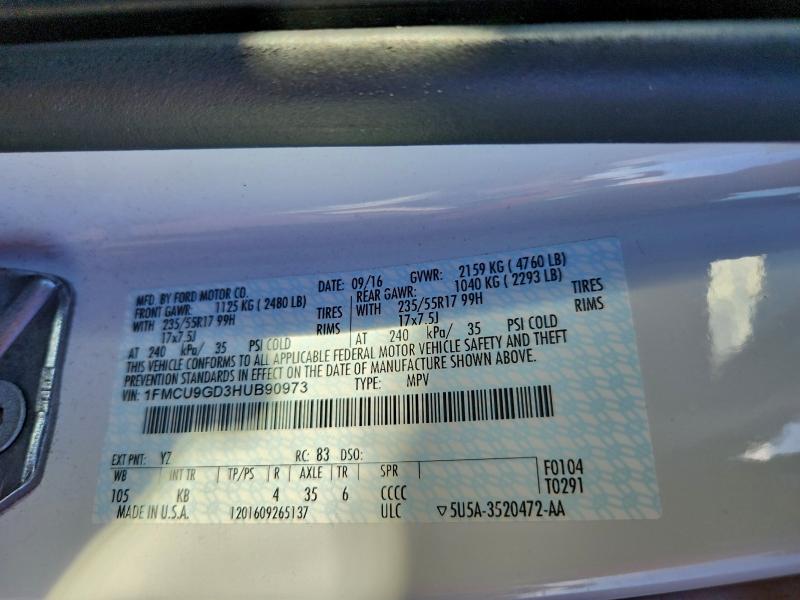 MFD. BY FORD MOTOR CO. DATE: 09/16 GVWR: 2159 KG ( 4760 LB)
FRONT GAWR: 1125 KG ( 2480 LB) REAR GAWR: 1040 KG ( 2293 LB)
WITH 235/55R17 99H TIRES WITH 235/55R17 99H TIRES
17x7.5J RIMS 17x7.5J RIMS
AT 240 kPa/ 35 PSI COLD AT 240 kPa/ 35 PSI COLD
THIS VEHICLE CONFORMS TO ALL APPLICABLE FEDERAL MOTOR VEHICLE SAFETY AND THEFT
PREVENTION STANDARDS IN EFFECT ON THE DATE OF MANUFACTURE SHOWN ABOVE.
VIN: 1FMCU9GD3HUB90973 TYPE: MPV
EXT PNT: YZ RC: 83 DSO:
WB INT TR TP/PS R AXLE TR SPR F0104
105 KB 4 35 6 CCCC T0291
MADE IN U.S.A. 1201609265137 ULC ▽5U5A-3520472-AA